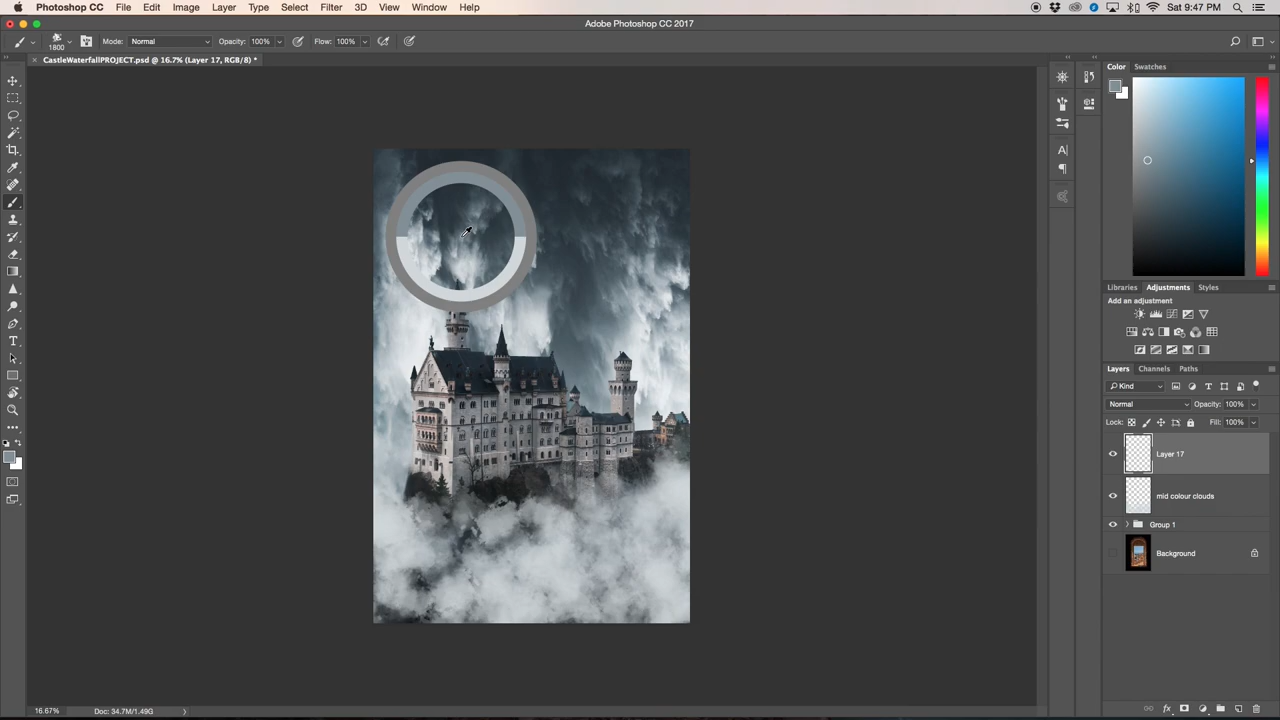 Photoshop CC File Edit Image Layer Type Select Filter 3D View Window Help Sat 9:47 PM
Adobe Photoshop CC 2017
1800 Mode: Normal Opacity: 100% Flow: 100%
CastleWaterfallPROJECT.psd @ 16.7% (Layer 17, RGB/8) *
Color Swatches
Libraries Adjustments Styles
Add an adjustment
Layers Channels Paths
Kind
Normal Opacity: 100%
Lock: Fill: 100%
Layer 17
mid colour clouds
Group 1
Background
16.67% Doc: 34.7M/1.49G